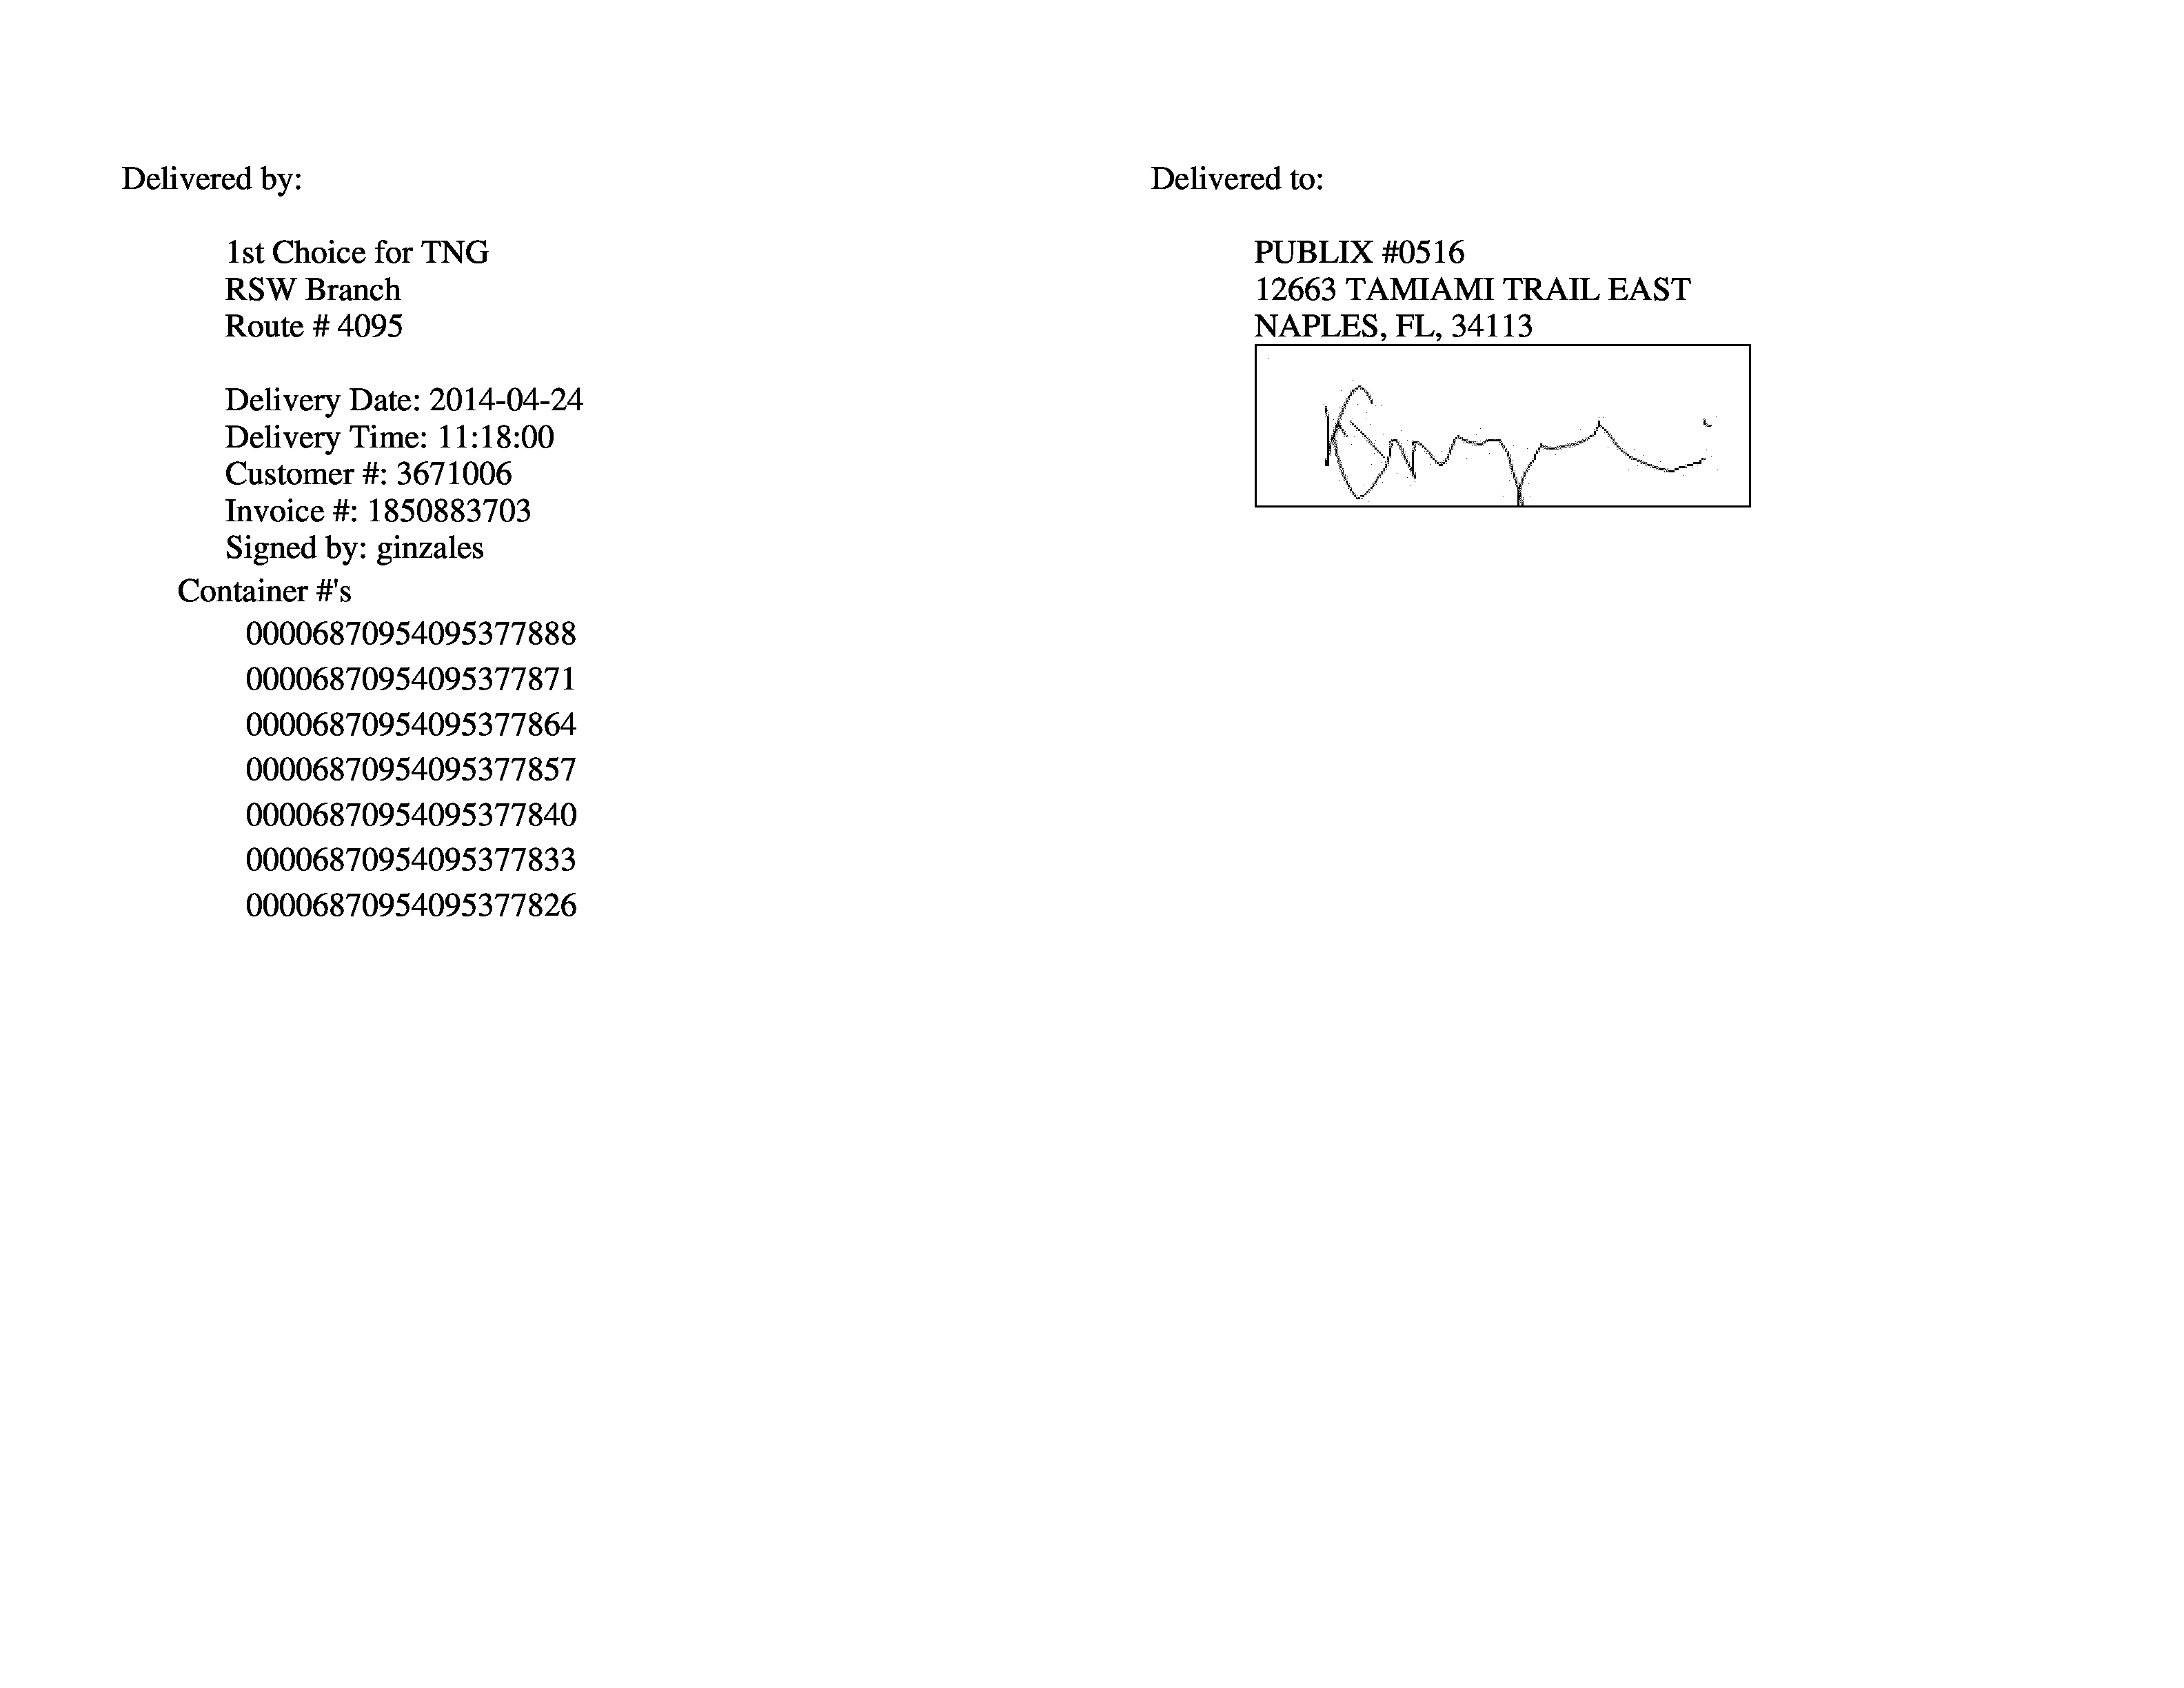 Delivered by:
1st Choice for TNG
RSW Branch
Route # 4095
Delivery Date: 2014-04-24
Delivery Time: 11:18:00
Customer #: 3671006
Invoice #: 1850883703
Signed by: ginzales
Container #'s
00006870954095377888
00006870954095377871
00006870954095377864
00006870954095377857
00006870954095377840
00006870954095377833
00006870954095377826
Delivered to:
PUBLIX #0516
12663 TAMIAMI TRAIL EAST
NAPLES, FL, 34113